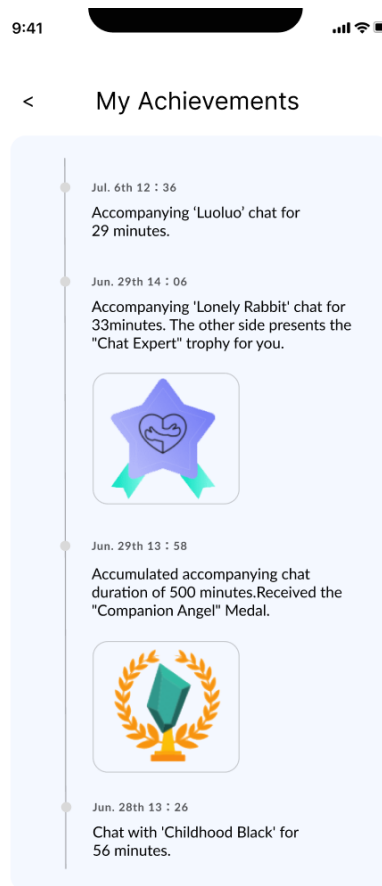 9:41
<
My Achievements
Jul. 6th 12：36
Accompanying ‘Luoluo’ chat for
29 minutes.
Jun. 29th 14：06
Accompanying 'Lonely Rabbit' chat for
33minutes. The other side presents the
"Chat Expert" trophy for you.
Jun. 29th 13：58
Accumulated accompanying chat
duration of 500 minutes.Received the
"Companion Angel" Medal.
Jun. 28th 13：26
Chat with 'Childhood Black' for
56 minutes.